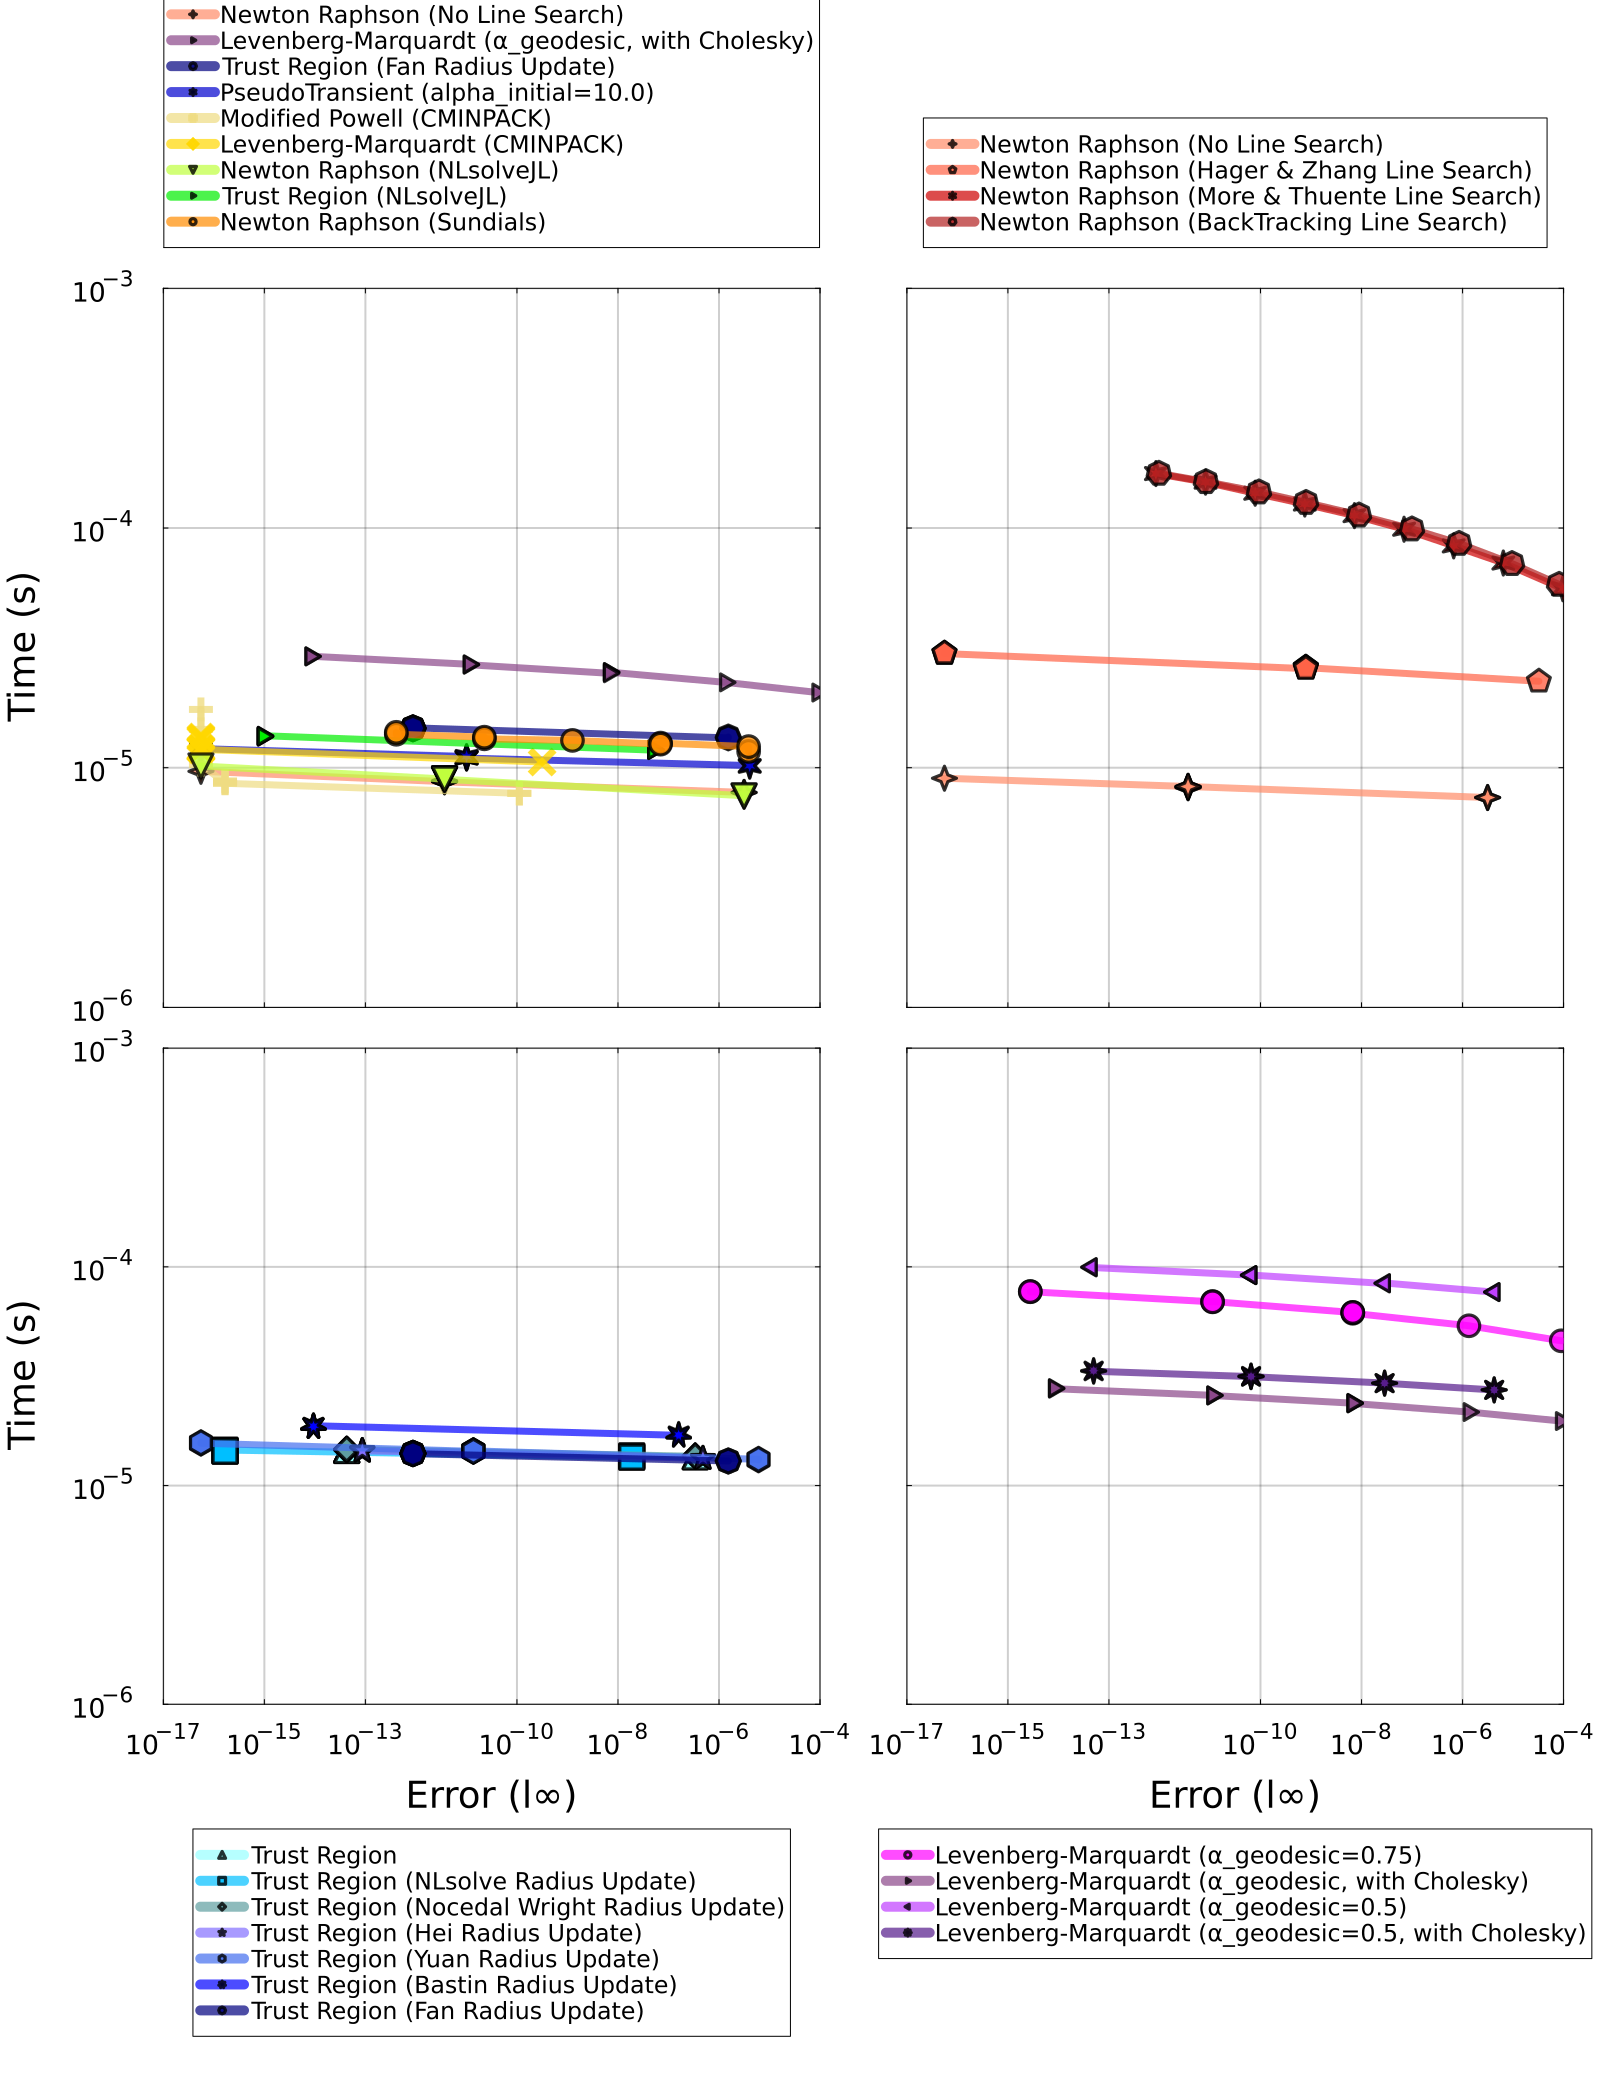 Newton Raphson (No Line Search)
Levenberg-Marquardt (α_geodesic, with Cholesky)
Trust Region (Fan Radius Update)
PseudoTransient (alpha_initial=10.0)
Modified Powell (CMINPACK)
Levenberg-Marquardt (CMINPACK)
Newton Raphson (NLsolveJL)
Trust Region (NLsolveJL)
Newton Raphson (Sundials)
Newton Raphson (No Line Search)
Newton Raphson (Hager & Zhang Line Search)
Newton Raphson (More & Thuente Line Search)
Newton Raphson (BackTracking Line Search)
10⁻³
10⁻⁴
10⁻⁵
10⁻⁶
Time (s)
10⁻³
10⁻⁴
10⁻⁵
10⁻⁶
Time (s)
10⁻¹⁷ 10⁻¹⁵ 10⁻¹³ 10⁻¹⁰ 10⁻⁸ 10⁻⁶ 10⁻⁴
10⁻¹⁷ 10⁻¹⁵ 10⁻¹³ 10⁻¹⁰ 10⁻⁸ 10⁻⁶ 10⁻⁴
Error (l∞)
Error (l∞)
Trust Region
Trust Region (NLsolve Radius Update)
Trust Region (Nocedal Wright Radius Update)
Trust Region (Hei Radius Update)
Trust Region (Yuan Radius Update)
Trust Region (Bastin Radius Update)
Trust Region (Fan Radius Update)
Levenberg-Marquardt (α_geodesic=0.75)
Levenberg-Marquardt (α_geodesic, with Cholesky)
Levenberg-Marquardt (α_geodesic=0.5)
Levenberg-Marquardt (α_geodesic=0.5, with Cholesky)